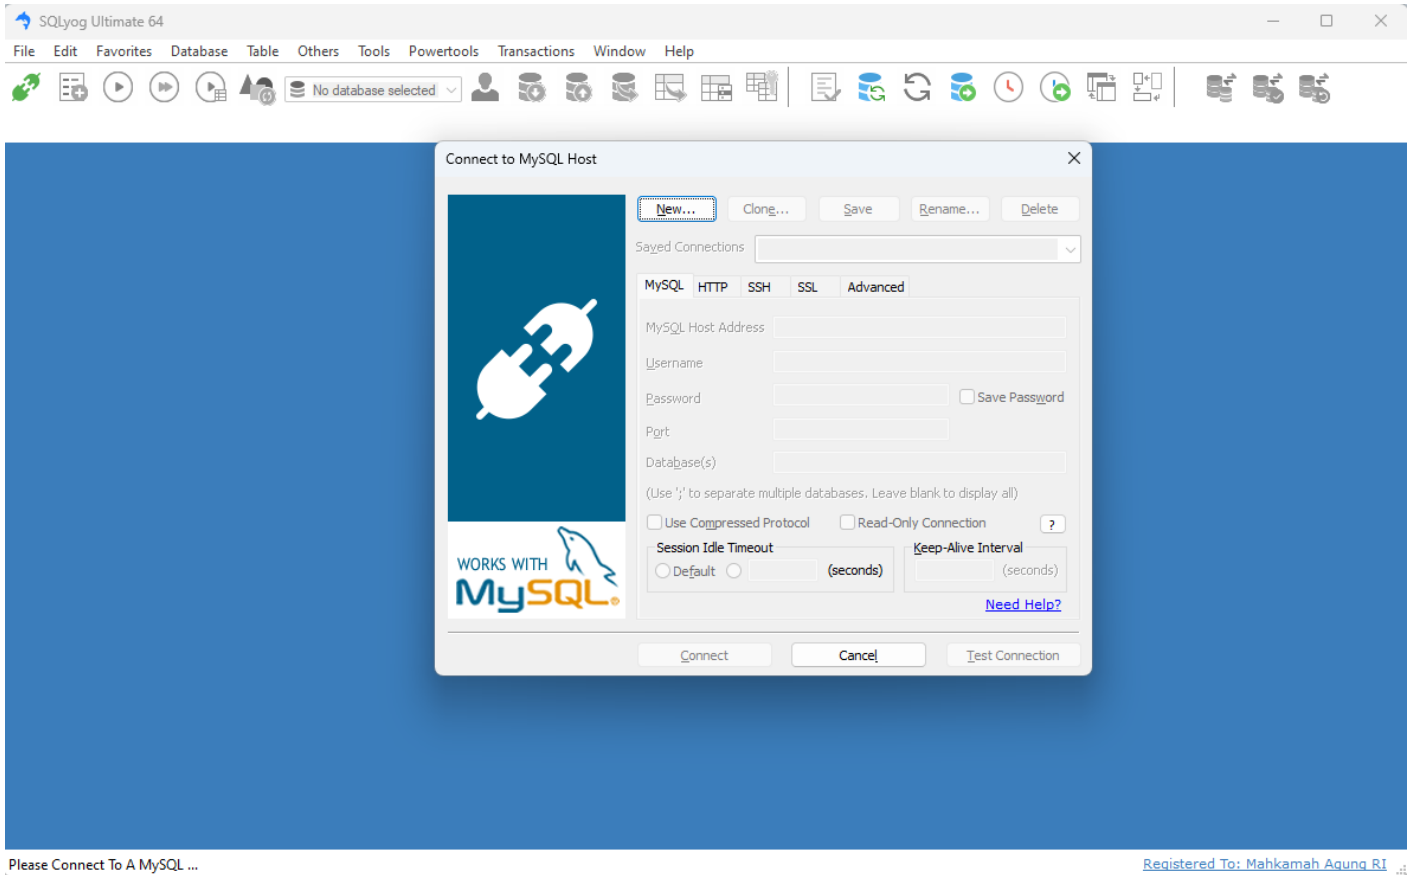 SQLyog Ultimate 64
File Edit Favorites Database Table Others Tools Powertools Transactions Window Help
No database selected
Connect to MySQL Host
New... Clone... Save Rename... Delete
Saved Connections
MySQL HTTP SSH SSL Advanced
MySQL Host Address
Username
Password Save Password
Port
Database(s)
(Use ';' to separate multiple databases. Leave blank to display all)
Use Compressed Protocol Read-Only Connection ?
Session Idle Timeout Keep-Alive Interval
Default (seconds) (seconds)
Need Help?
WORKS WITH
MySQL®
Connect Cancel Test Connection
Please Connect To A MySQL ... Registered To: Mahkamah Agung RI